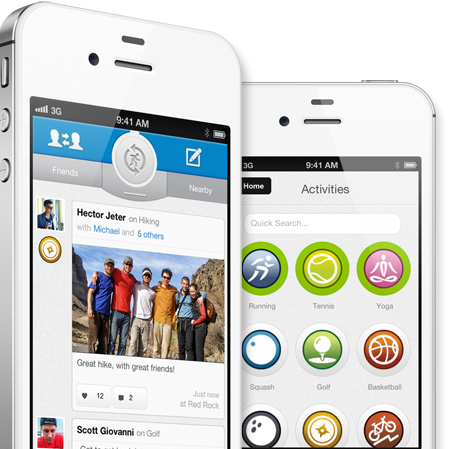 3G
9:41 AM
Friends
Nearby
Hector Jeter on Hiking
with Michael and 5 others
Great hike, with great friends!
12
2
Just now
at Red Rock
Scott Giovanni on Golf
3G
9:41 AM
Home
Activities
Quick Search...
Running
Tennis
Yoga
Squash
Golf
Basketball